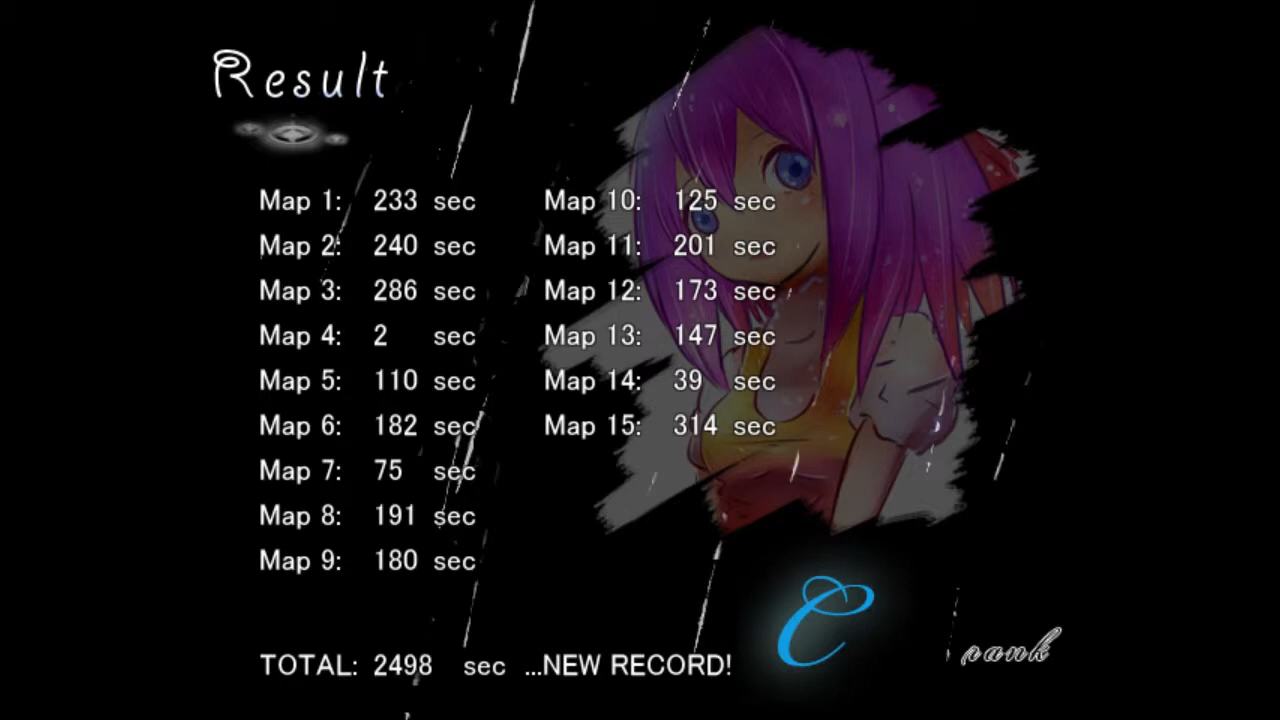 Result
Map 1: 233 sec
Map 2: 240 sec
Map 3: 286 sec
Map 4: 2 sec
Map 5: 110 sec
Map 6: 182 sec
Map 7: 75 sec
Map 8: 191 sec
Map 9: 180 sec
Map 10: 125 sec
Map 11: 201 sec
Map 12: 173 sec
Map 13: 147 sec
Map 14: 39 sec
Map 15: 314 sec
TOTAL: 2498 sec ...NEW RECORD!
C rank